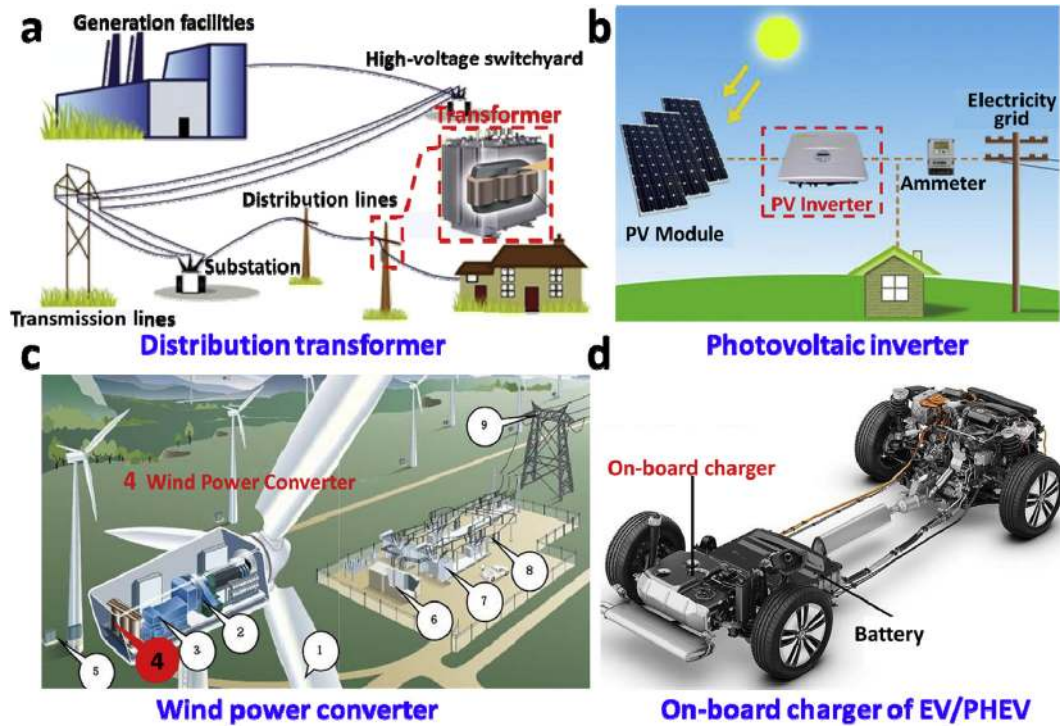 a
Generation facilities
High-voltage switchyard
Transformer
Distribution lines
Substation
Transmission lines
Distribution transformer
b
Electricity
grid
Ammeter
PV Inverter
PV Module
Photovoltaic inverter
c
9
4 Wind Power Converter
8
7
6
2
3
4
5
1
Wind power converter
d
On-board charger
Battery
On-board charger of EV/PHEV